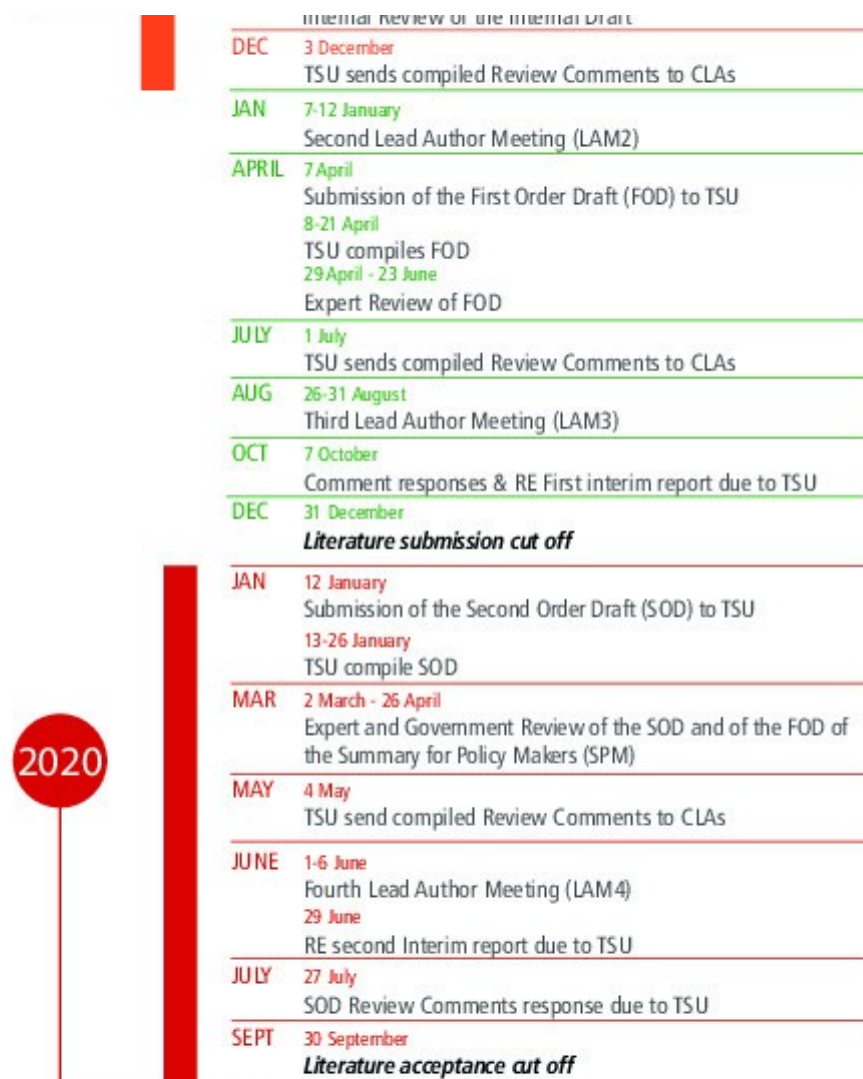 Internal Review of the Internal Draft
DEC 3 December
TSU sends compiled Review Comments to CLAs
JAN 7-12 January
Second Lead Author Meeting (LAM2)
APRIL 7 April
Submission of the First Order Draft (FOD) to TSU
8-21 April
TSU compiles FOD
29 April - 23 June
Expert Review of FOD
JULY 1 July
TSU sends compiled Review Comments to CLAs
AUG 26-31 August
Third Lead Author Meeting (LAM3)
OCT 7 October
Comment responses & RE First interim report due to TSU
DEC 31 December
Literature submission cut off
JAN 12 January
Submission of the Second Order Draft (SOD) to TSU
13-26 January
TSU compile SOD
MAR 2 March - 26 April
Expert and Government Review of the SOD and of the FOD of
the Summary for Policy Makers (SPM)
2020
MAY 4 May
TSU send compiled Review Comments to CLAs
JUNE 1-6 June
Fourth Lead Author Meeting (LAM4)
29 June
RE second Interim report due to TSU
JULY 27 July
SOD Review Comments response due to TSU
SEPT 30 September
Literature acceptance cut off